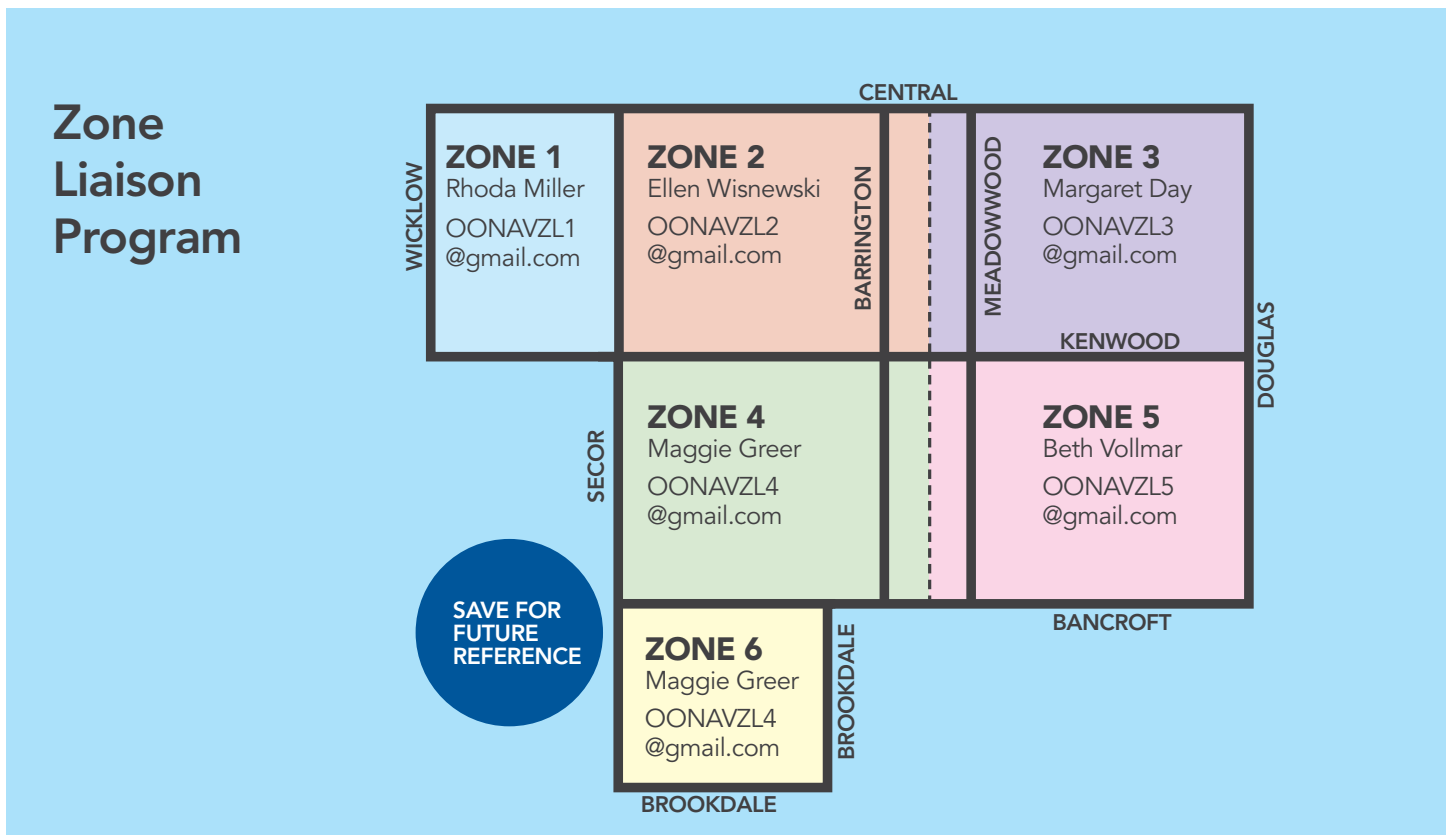 Zone
Liaison
Program
CENTRAL
WICKLOW
ZONE 1
Rhoda Miller
OONAVZL1
@gmail.com
ZONE 2
Ellen Wisnewski
OONAVZL2
@gmail.com
BARRINGTON
MEADOWWOOD
ZONE 3
Margaret Day
OONAVZL3
@gmail.com
KENWOOD
DOUGLAS
SECOR
ZONE 4
Maggie Greer
OONAVZL4
@gmail.com
ZONE 5
Beth Vollmar
OONAVZL5
@gmail.com
BANCROFT
SAVE FOR
FUTURE
REFERENCE
ZONE 6
Maggie Greer
OONAVZL4
@gmail.com
BROOKDALE
BROOKDALE